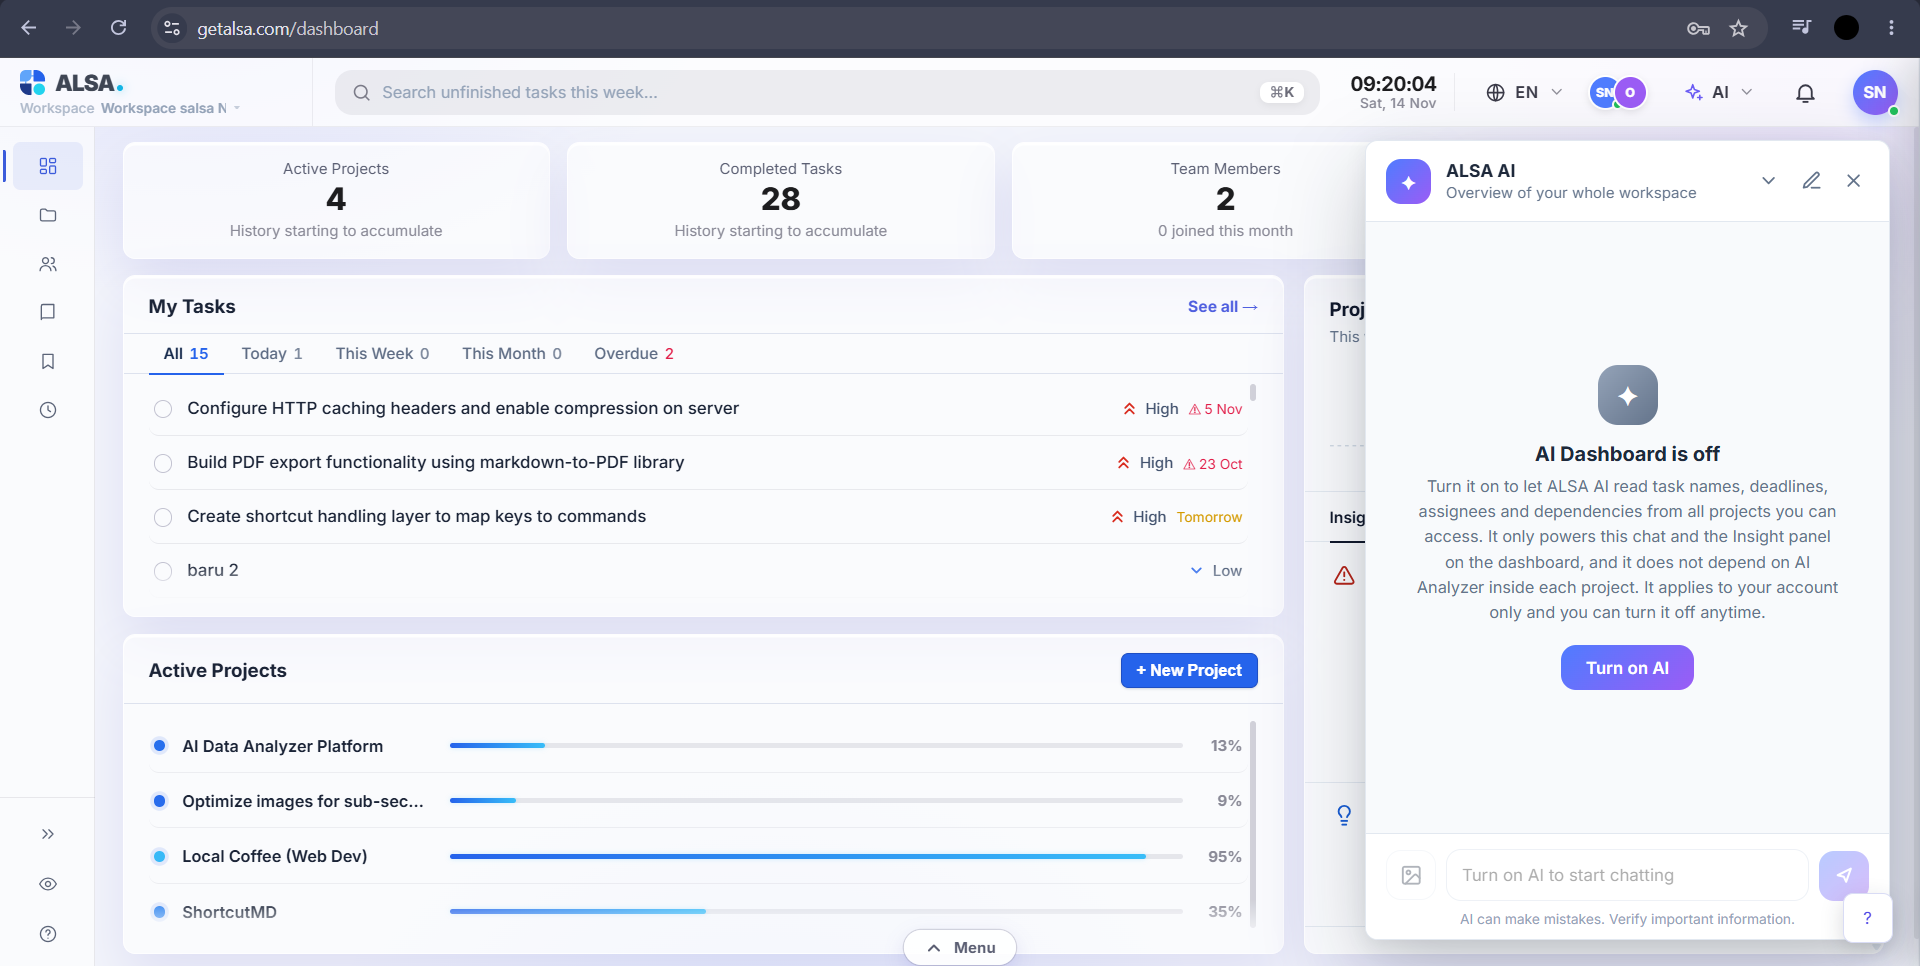 getalsa.com/dashboard
ALSA.
Workspace Workspace salsa N
Search unfinished tasks this week...
⌘K
09:20:04
Sat, 14 Nov
EN
SN
O
AI
SN
Active Projects
4
History starting to accumulate
Completed Tasks
28
History starting to accumulate
Team Members
2
0 joined this month
My Tasks
See all →
All 15
Today 1
This Week 0
This Month 0
Overdue 2
Configure HTTP caching headers and enable compression on server
High
5 Nov
Build PDF export functionality using markdown-to-PDF library
High
23 Oct
Create shortcut handling layer to map keys to commands
High
Tomorrow
baru 2
Low
Active Projects
+ New Project
AI Data Analyzer Platform
13%
Optimize images for sub-sec...
9%
Local Coffee (Web Dev)
95%
ShortcutMD
35%
Menu
Proj
This
Insig
ALSA AI
Overview of your whole workspace
AI Dashboard is off
Turn it on to let ALSA AI read task names, deadlines,
assignees and dependencies from all projects you can
access. It only powers this chat and the Insight panel
on the dashboard, and it does not depend on AI
Analyzer inside each project. It applies to your account
only and you can turn it off anytime.
Turn on AI
Turn on AI to start chatting
AI can make mistakes. Verify important information.
?